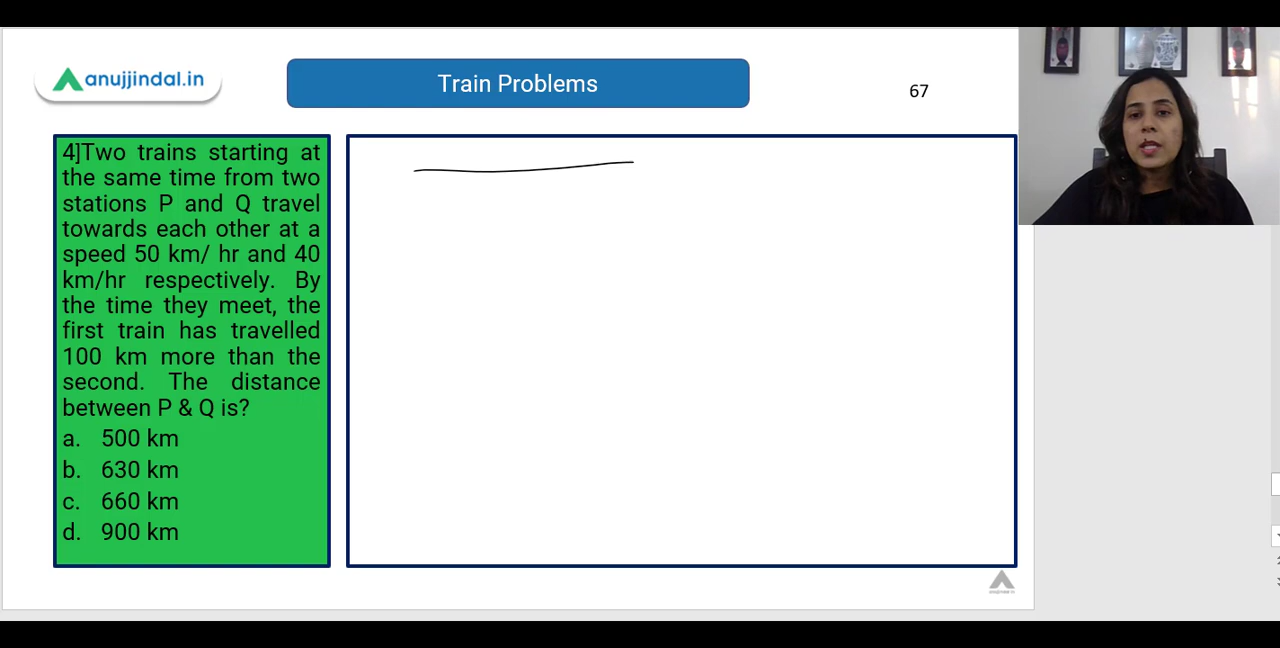 anujjindal.in
Train Problems
67
4]Two trains starting at
the same time from two
stations P and Q travel
towards each other at a
speed 50 km/ hr and 40
km/hr respectively. By
the time they meet, the
first train has travelled
100 km more than the
second. The distance
between P & Q is?
a. 500 km
b. 630 km
c. 660 km
d. 900 km